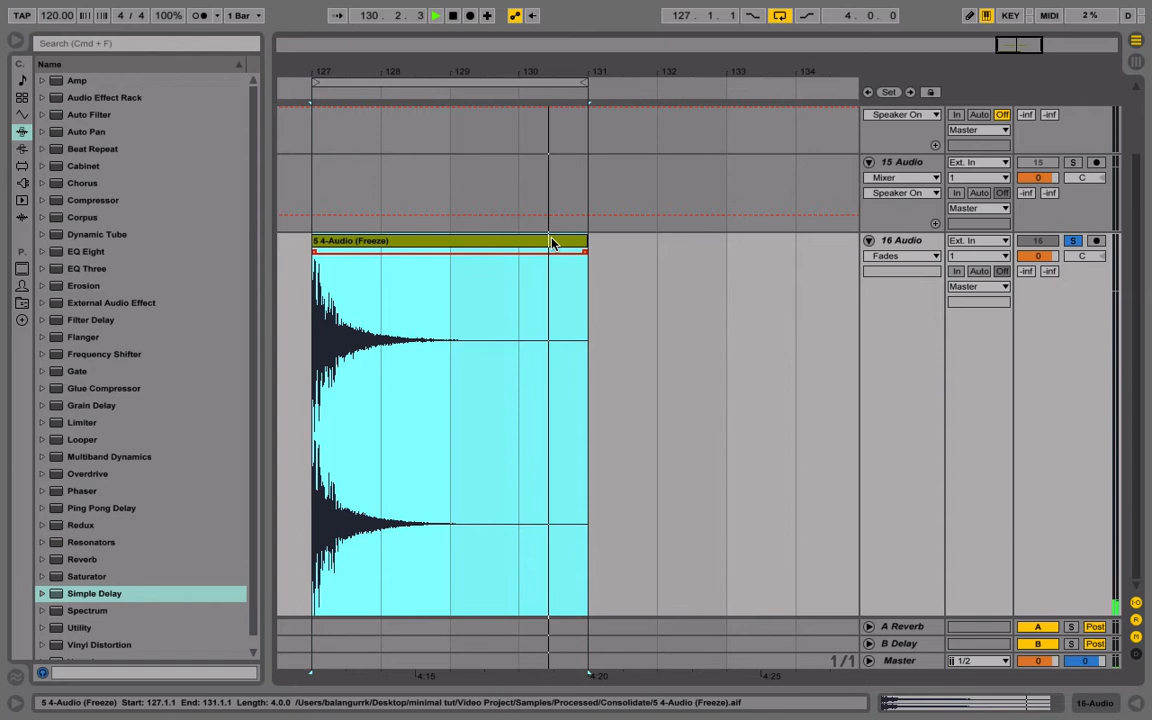 TAP 120.00 4 / 4 100% 1 Bar 130. 2. 3 127. 1. 1 4. 0. 0 KEY MIDI 2 % D
Search (Cmd + F)
C. Name
Amp
Audio Effect Rack
Auto Filter
Auto Pan
Beat Repeat
Cabinet
Chorus
Compressor
Corpus
Dynamic Tube
EQ Eight
EQ Three
Erosion
External Audio Effect
Filter Delay
Flanger
Frequency Shifter
Gate
Glue Compressor
Grain Delay
Limiter
Looper
Multiband Dynamics
Overdrive
Phaser
Ping Pong Delay
Redux
Resonators
Reverb
Saturator
Simple Delay
Spectrum
Utility
Vinyl Distortion
P.
127 128 129 130 131 132 133 134
Set
Speaker On In Auto Off -inf -inf
Master
15 Audio Ext. In 15 S
Mixer 1 0 C
Speaker On In Auto Off -inf -inf
Master
5 4-Audio (Freeze)
16 Audio Ext. In 16 S
Fades 1 0 C
In Auto Off -inf -inf
Master
A Reverb A S Post
B Delay B S Post
1/1 Master 1/2 0 0
4:15 4:20 4:25
I-O
R
M
D
5 4-Audio (Freeze) Start: 127.1.1 End: 131.1.1 Length: 4.0.0 /Users/balangurrk/Desktop/minimal tut/Video Project/Samples/Processed/Consolidate/5 4-Audio (Freeze).aif
16-Audio